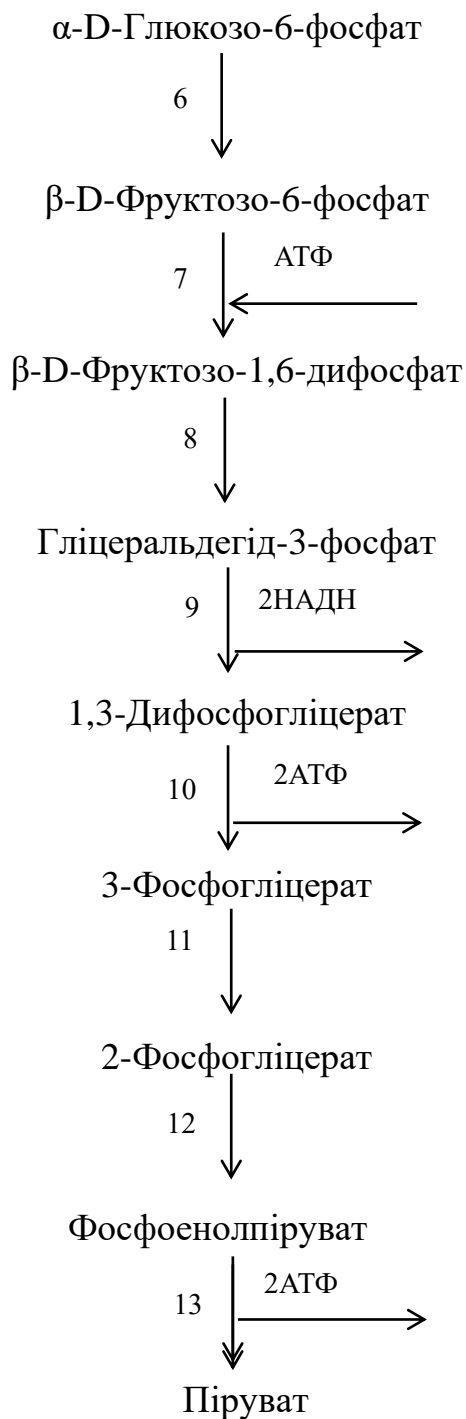 α-D-Глюкозо-6-фосфат
6
β-D-Фруктозо-6-фосфат
7 АТФ
β-D-Фруктозо-1,6-дифосфат
8
Гліцеральдегід-3-фосфат
9 2НАДН
1,3-Дифосфогліцерат
10 2АТФ
3-Фосфогліцерат
11
2-Фосфогліцерат
12
Фосфоенолпіруват
13 2АТФ
Піруват